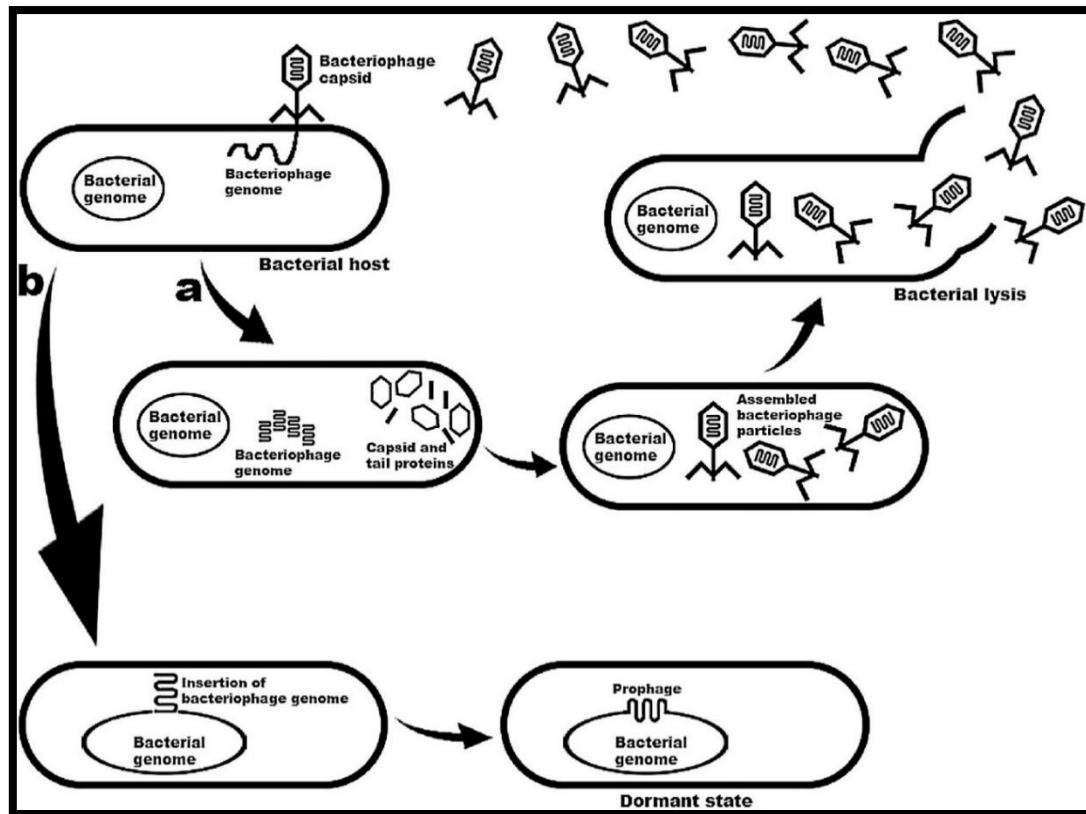 Bacteriophage
capsid
Bacterial
genome
Bacteriophage
genome
Bacterial host
Bacterial
genome
Bacterial lysis
b
a
Bacterial
genome
Bacteriophage
genome
Capsid and
tail proteins
Bacterial
genome
Assembled
bacteriophage
particles
Insertion of
bacteriophage genome
Bacterial
genome
Prophage
Bacterial
genome
Dormant state